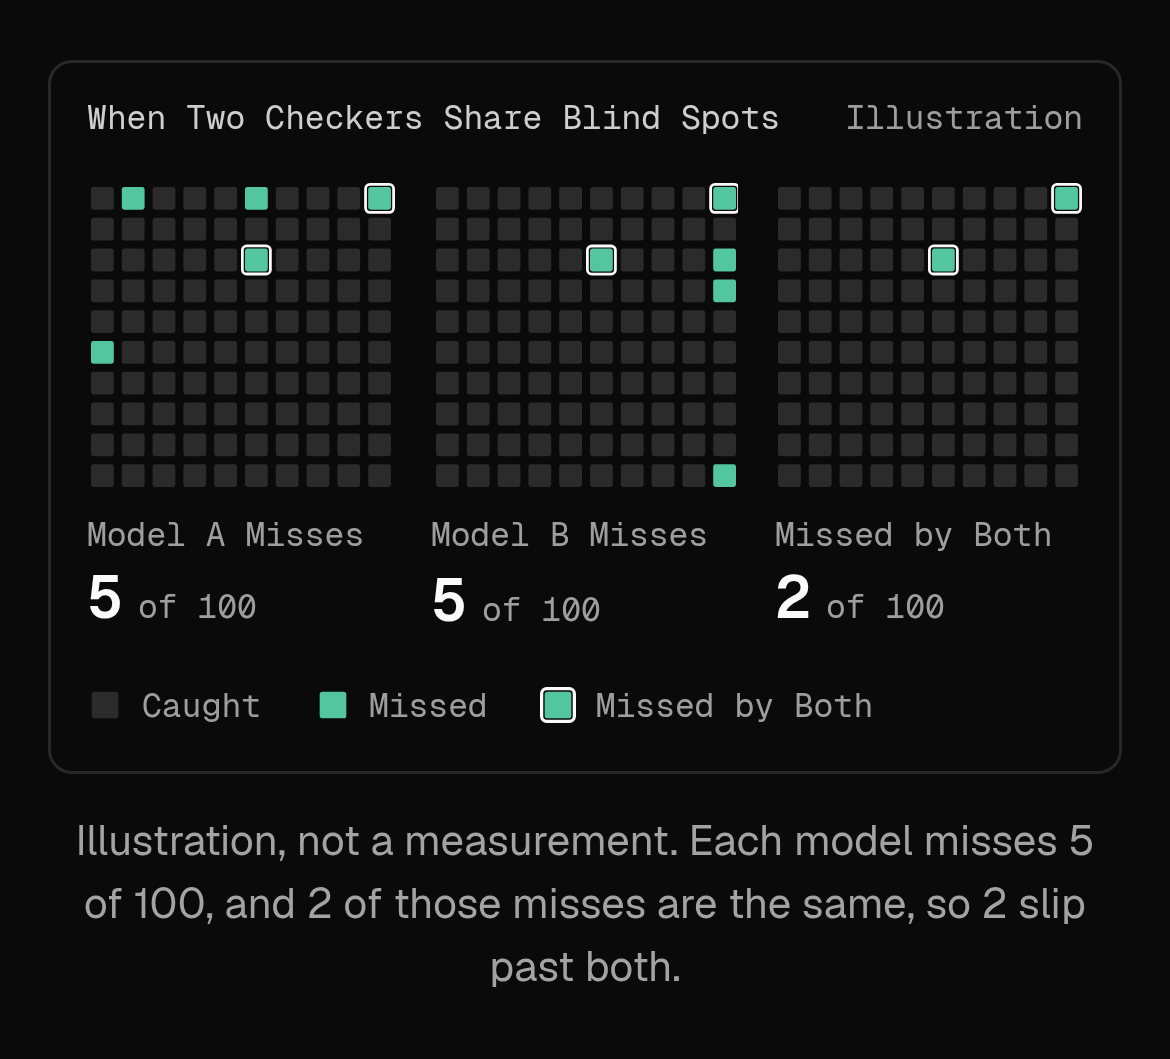 When Two Checkers Share Blind Spots
Illustration
Model A Misses
5 of 100
Model B Misses
5 of 100
Missed by Both
2 of 100
Caught
Missed
Missed by Both
Illustration, not a measurement. Each model misses 5
of 100, and 2 of those misses are the same, so 2 slip
past both.